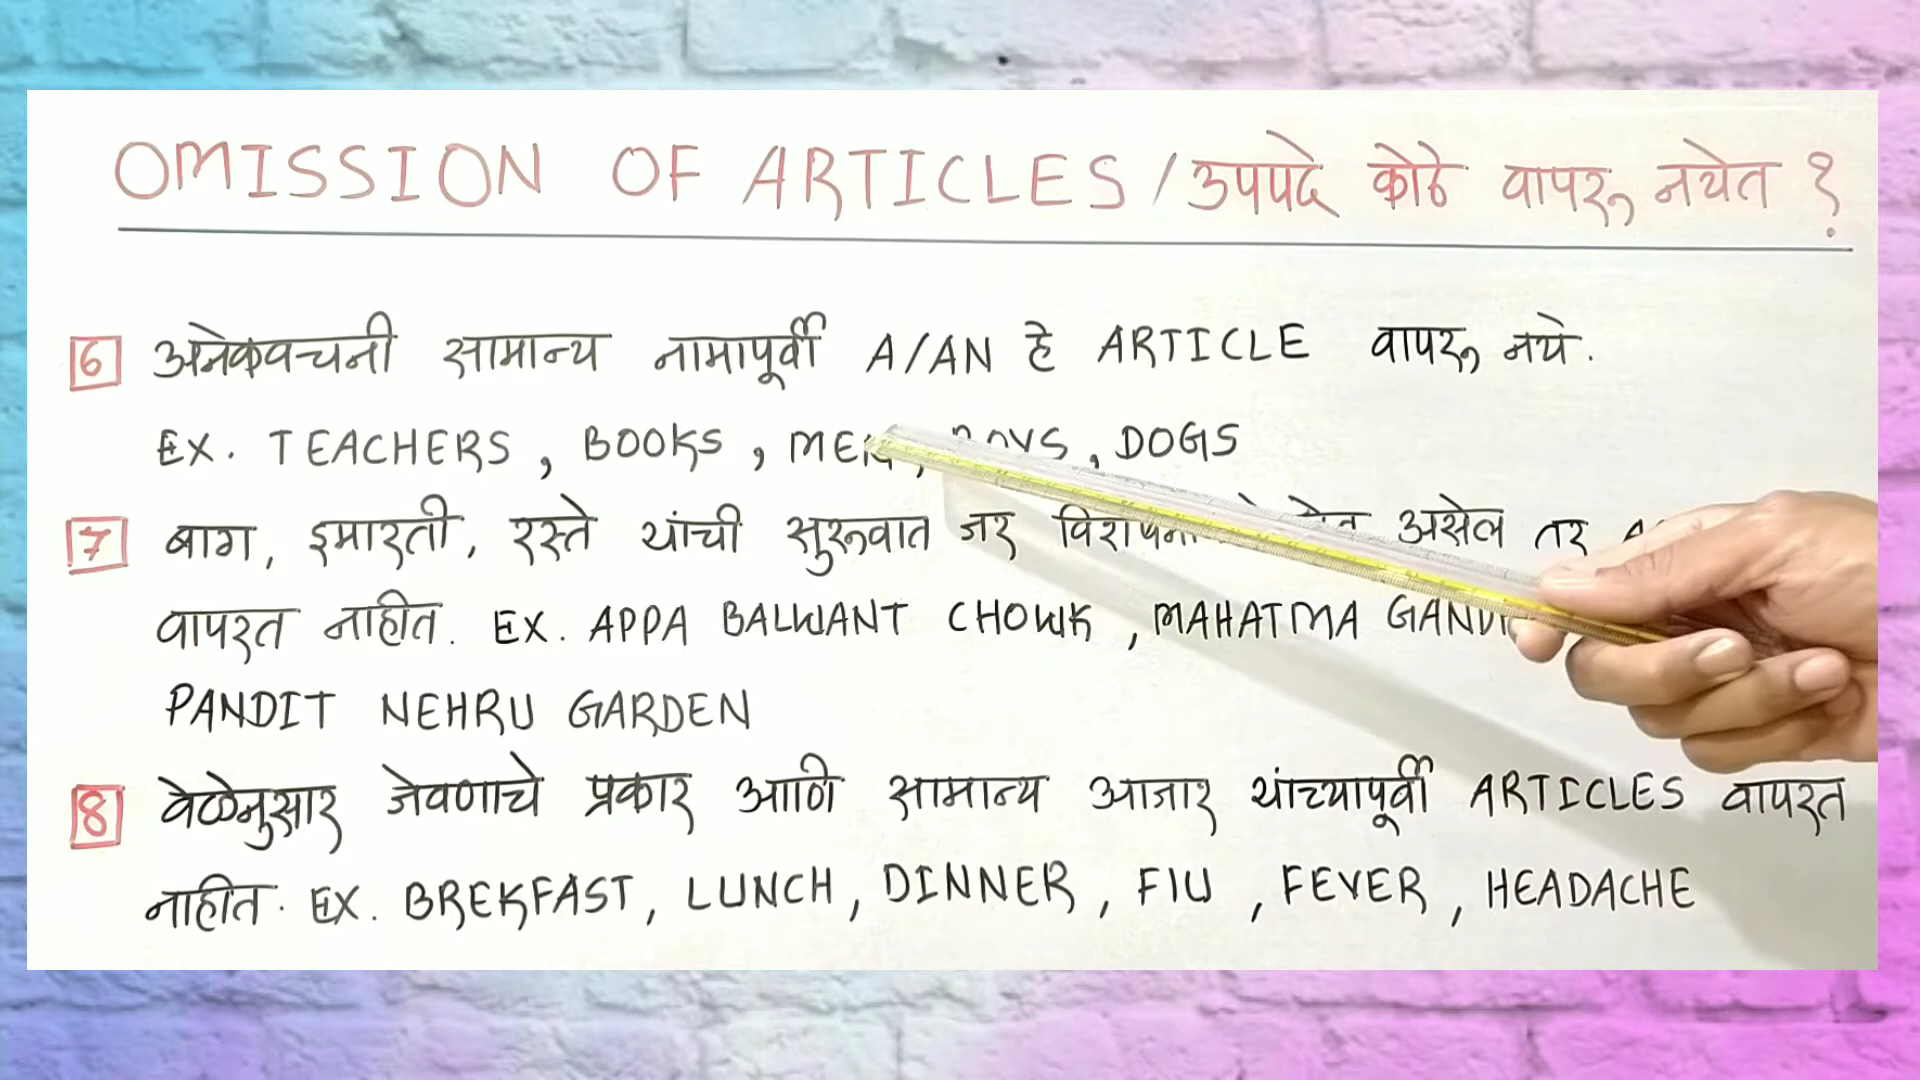 OMISSION OF ARTICLES / उपपदे कोठे वापरू नयेत ?
6 अनेकवचनी सामान्य नामापूर्वी A/AN हे ARTICLE वापरू नये.
EX. TEACHERS, BOOKS, MEN, BOYS, DOGS
7 बाग, इमारती, रस्ते यांची सुरूवात जर असेल तर
वापरत नाहीत. EX. APPA BALWANT CHOWK, MAHATMA
PANDIT NEHRU GARDEN
8 वेळेनुसार जेवणाचे प्रकार आणि सामान्य आजार यांच्यापूर्वी ARTICLES वापरत
नाहीत. EX. BREKFAST, LUNCH, DINNER, FlU, FEVER, HEADACHE